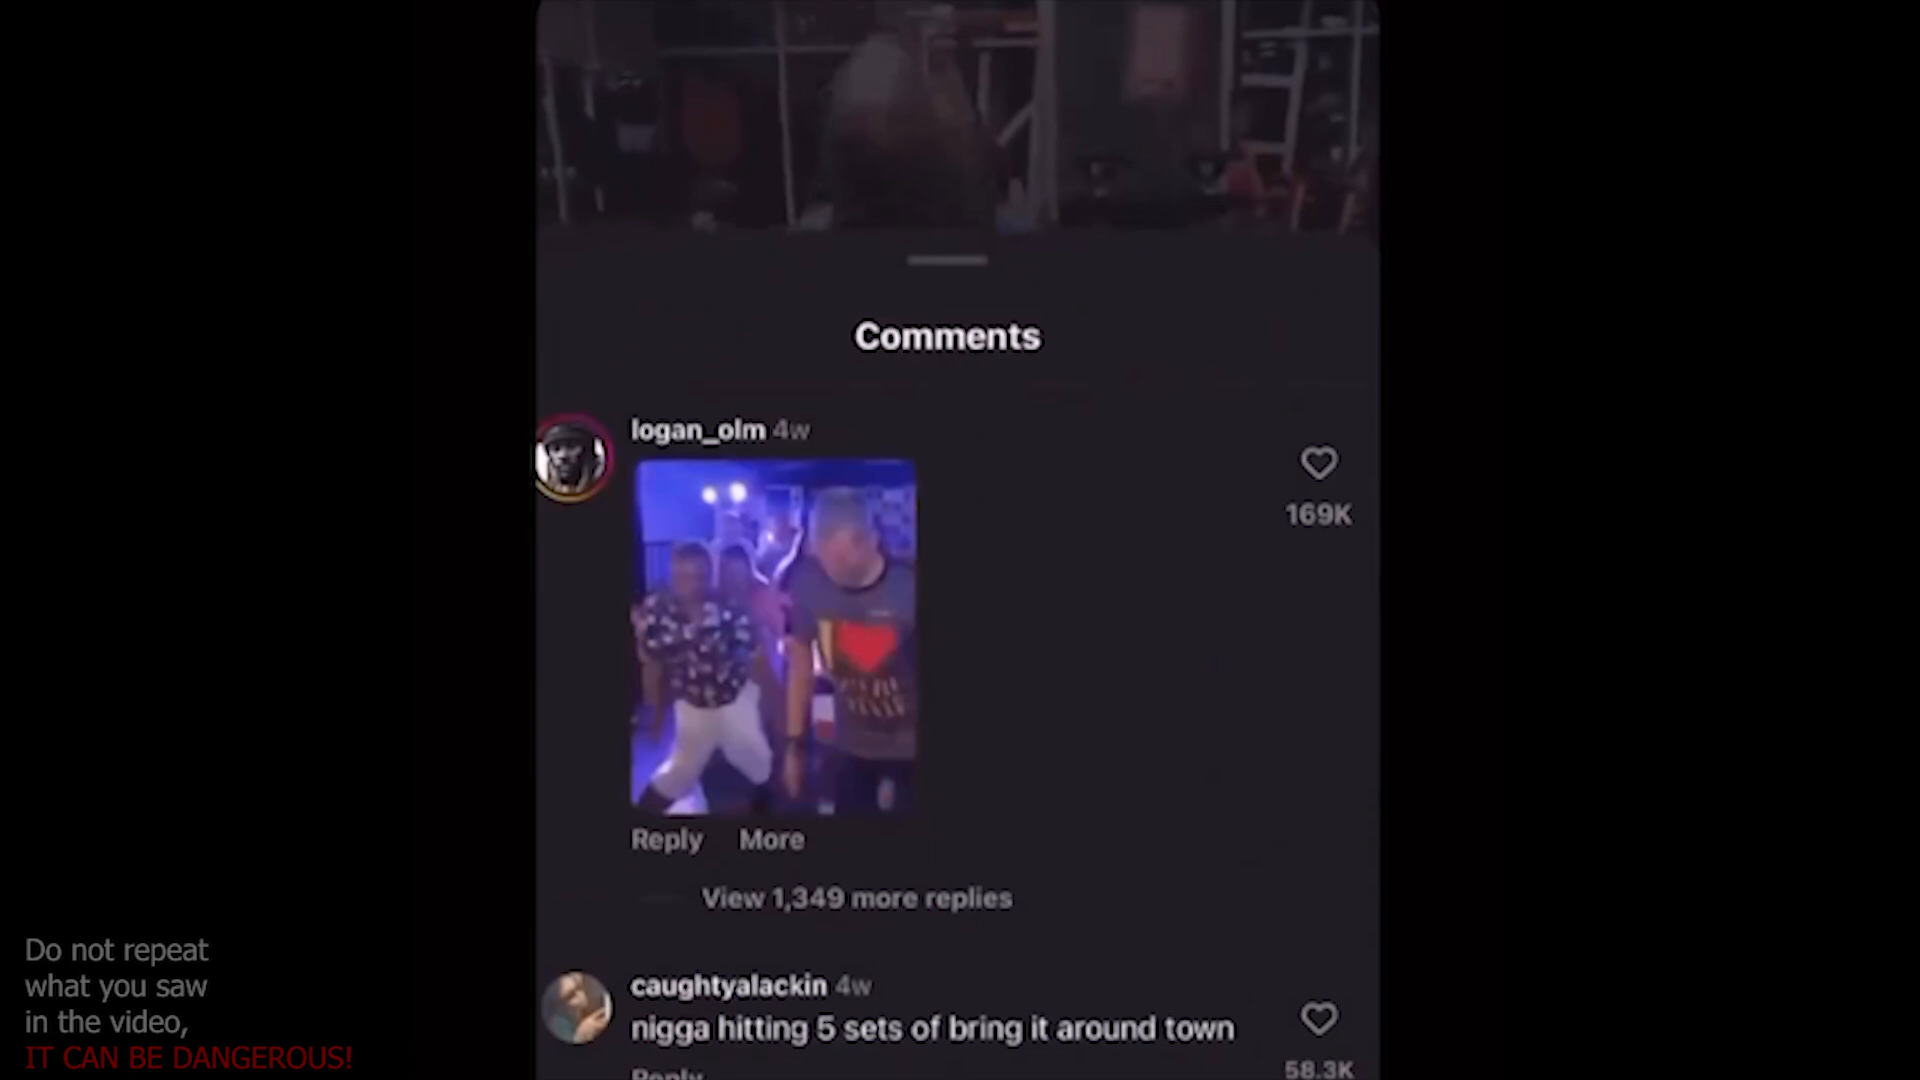 Comments
logan_olm 4w
169K
I
Reply More
View 1,349 more replies
caughtyalackin 4w
nigga hitting 5 sets of bring it around town
58.3K
Reply
Do not repeat
what you saw
in the video,
IT CAN BE DANGEROUS!